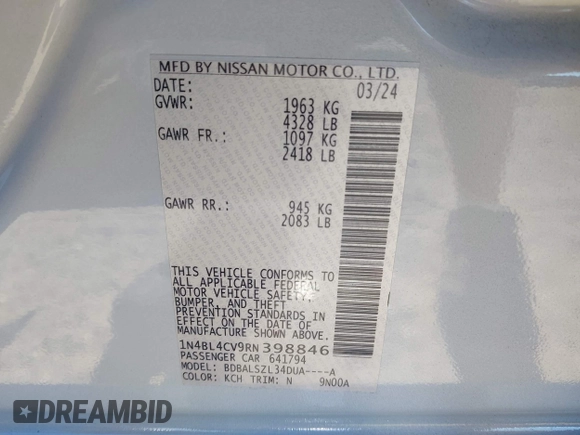 MFD BY NISSAN MOTOR CO., LTD.
DATE: 03/24
GVWR: 1963 KG
4328 LB
GAWR FR.: 1097 KG
2418 LB
GAWR RR.: 945 KG
2083 LB
THIS VEHICLE CONFORMS TO
ALL APPLICABLE FEDERAL
MOTOR VEHICLE SAFETY,
BUMPER, AND THEFT
PREVENTION STANDARDS IN
EFFECT ON THE DATE OF
MANUFACTURE SHOWN ABOVE.
1N4BL4CV9RN398846
PASSENGER CAR 641794
MODEL: BDBALSZL34DUA----A
COLOR: KCH TRIM: N 9N00A
STAT.VIN